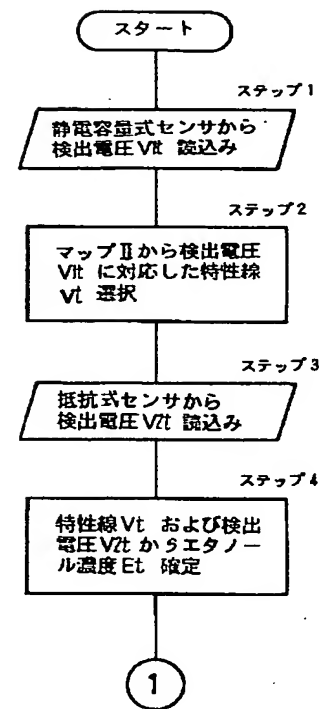 スタート
ステップ1
静電容量式センサから
検出電圧V1t 読込み
ステップ2
マップⅡから検出電圧
V1t に対応した特性線
Vt 選択
ステップ3
抵抗式センサから
検出電圧V2t 読込み
ステップ4
特性線Vt および検出
電圧V2tからエタノー
ル濃度Et 確定
1